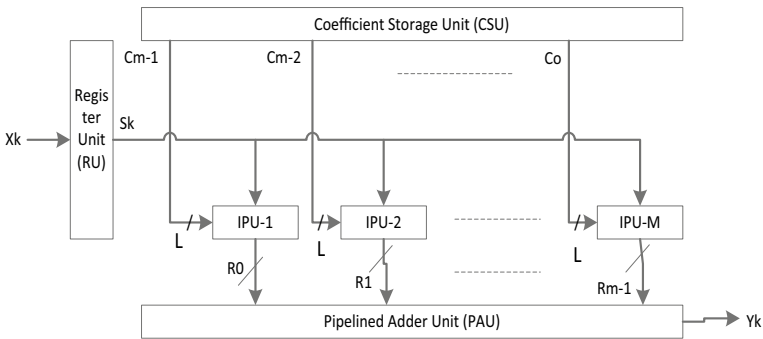 Coefficient Storage Unit (CSU)
Cm-1
Cm-2
Co
Regis
ter
Unit
(RU)
Sk
Xk
IPU-1
IPU-2
IPU-M
L
L
L
R0
R1
Rm-1
Pipelined Adder Unit (PAU)
Yk